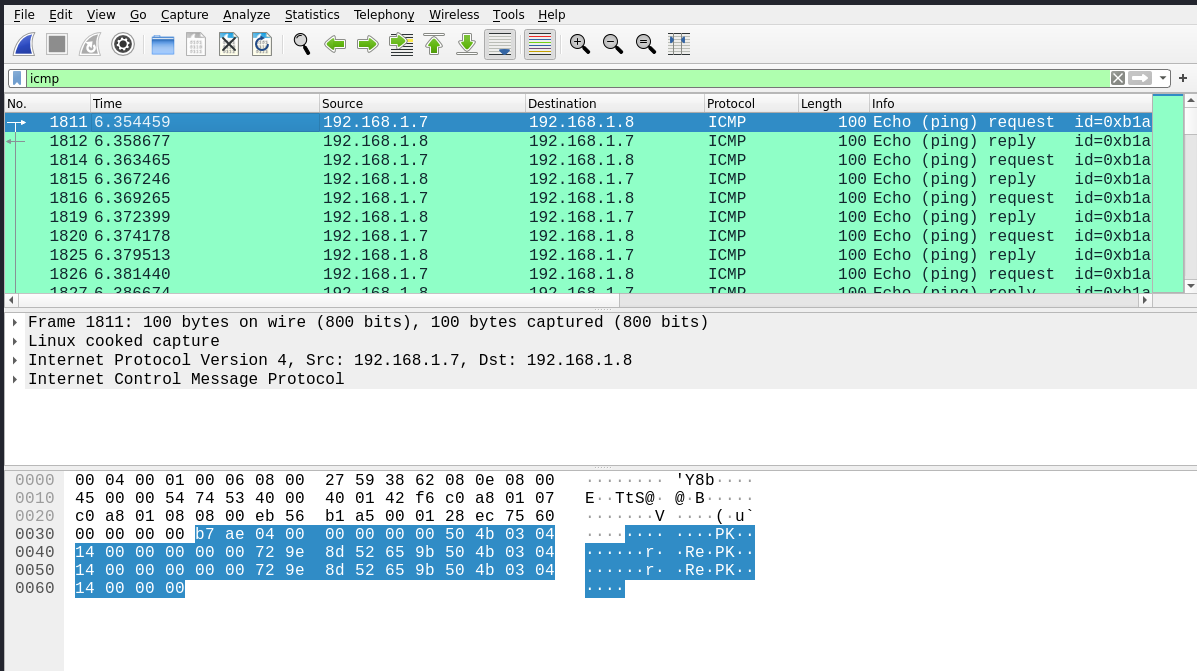 File Edit View Go Capture Analyze Statistics Telephony Wireless Tools Help
icmp
No. Time Source Destination Protocol Length Info
1811 6.354459 192.168.1.7 192.168.1.8 ICMP 100 Echo (ping) request id=0xb1a
1812 6.358677 192.168.1.8 192.168.1.7 ICMP 100 Echo (ping) reply id=0xb1a
1814 6.363465 192.168.1.7 192.168.1.8 ICMP 100 Echo (ping) request id=0xb1a
1815 6.367246 192.168.1.8 192.168.1.7 ICMP 100 Echo (ping) reply id=0xb1a
1816 6.369265 192.168.1.7 192.168.1.8 ICMP 100 Echo (ping) request id=0xb1a
1819 6.372399 192.168.1.8 192.168.1.7 ICMP 100 Echo (ping) reply id=0xb1a
1820 6.374178 192.168.1.7 192.168.1.8 ICMP 100 Echo (ping) request id=0xb1a
1825 6.379513 192.168.1.8 192.168.1.7 ICMP 100 Echo (ping) reply id=0xb1a
1826 6.381440 192.168.1.7 192.168.1.8 ICMP 100 Echo (ping) request id=0xb1a
1827 6.386674 192.168.1.8 192.168.1.7 ICMP 100 Echo (ping) reply id=0xb1a
Frame 1811: 100 bytes on wire (800 bits), 100 bytes captured (800 bits)
Linux cooked capture
Internet Protocol Version 4, Src: 192.168.1.7, Dst: 192.168.1.8
Internet Control Message Protocol
0000 00 04 00 01 00 06 08 00 27 59 38 62 08 0e 08 00 ········ 'Y8b····
0010 45 00 00 54 74 53 40 00 40 01 42 f6 c0 a8 01 07 E··TtS@· @·B·····
0020 c0 a8 01 08 08 00 eb 56 b1 a5 00 01 28 ec 75 60 ·······V ····(·u`
0030 00 00 00 00 b7 ae 04 00 00 00 00 00 50 4b 03 04 ········ ····PK··
0040 14 00 00 00 00 00 72 9e 8d 52 65 9b 50 4b 03 04 ······r· ·Re·PK··
0050 14 00 00 00 00 00 72 9e 8d 52 65 9b 50 4b 03 04 ······r· ·Re·PK··
0060 14 00 00 00 ····